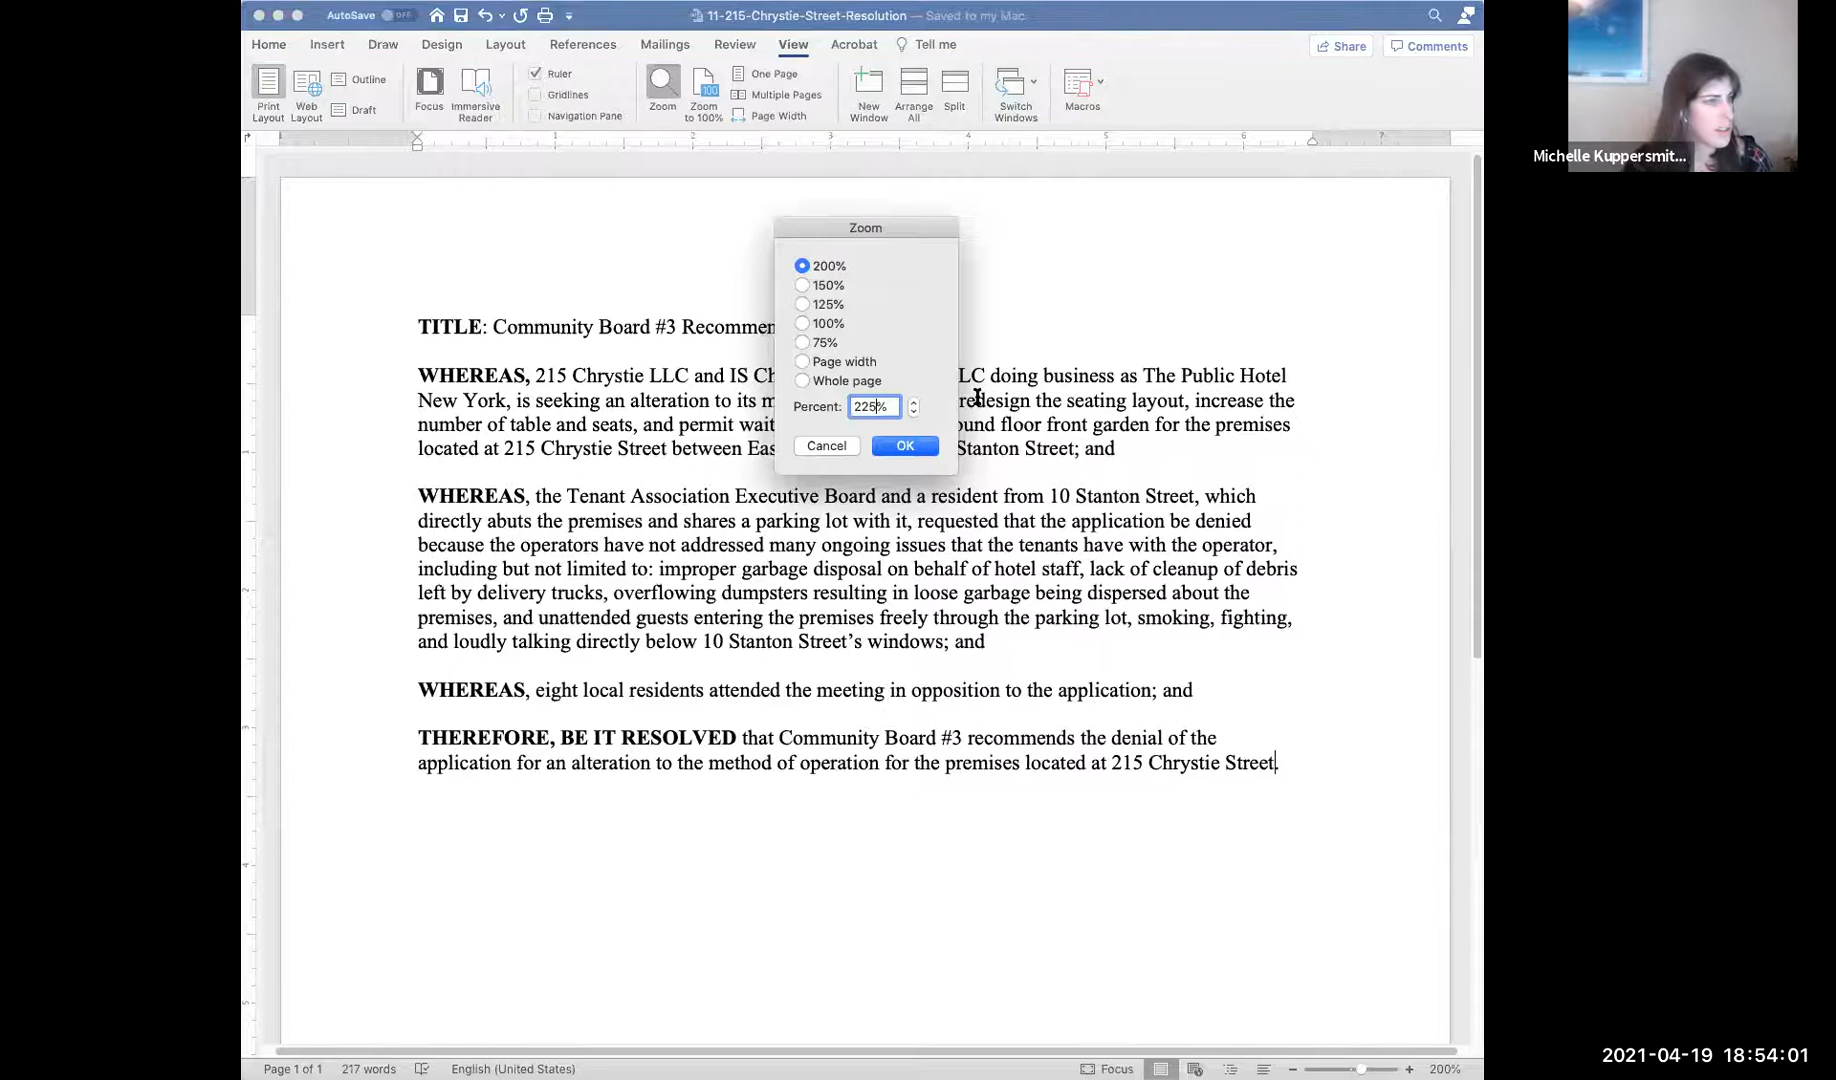 AutoSave OFF
11-215-Chrystie-Street-Resolution — Saved to my Mac
Home Insert Draw Design Layout References Mailings Review View Acrobat Tell me
Share Comments
Print Layout
Web Layout
Outline
Draft
Focus
Immersive Reader
Ruler
Gridlines
Navigation Pane
Zoom
Zoom to 100%
100
One Page
Multiple Pages
Page Width
New Window
Arrange All
Split
Switch Windows
Macros
1 1 2 3 4 5 6 7
Michelle Kuppersmit...
Zoom
200%
150%
125%
100%
75%
Page width
Whole page
Percent: 225%
Cancel OK
TITLE: Community Board #3 Recommen
WHEREAS, 215 Chrystie LLC and IS Ch LC doing business as The Public Hotel
New York, is seeking an alteration to its m redesign the seating layout, increase the
number of table and seats, and permit wait ound floor front garden for the premises
located at 215 Chrystie Street between Eas Stanton Street; and
WHEREAS, the Tenant Association Executive Board and a resident from 10 Stanton Street, which
directly abuts the premises and shares a parking lot with it, requested that the application be denied
because the operators have not addressed many ongoing issues that the tenants have with the operator,
including but not limited to: improper garbage disposal on behalf of hotel staff, lack of cleanup of debris
left by delivery trucks, overflowing dumpsters resulting in loose garbage being dispersed about the
premises, and unattended guests entering the premises freely through the parking lot, smoking, fighting,
and loudly talking directly below 10 Stanton Street’s windows; and
WHEREAS, eight local residents attended the meeting in opposition to the application; and
THEREFORE, BE IT RESOLVED that Community Board #3 recommends the denial of the
application for an alteration to the method of operation for the premises located at 215 Chrystie Street.
1
2
3
4
5
Page 1 of 1 217 words English (United States) Focus 200%
2021-04-19 18:54:01